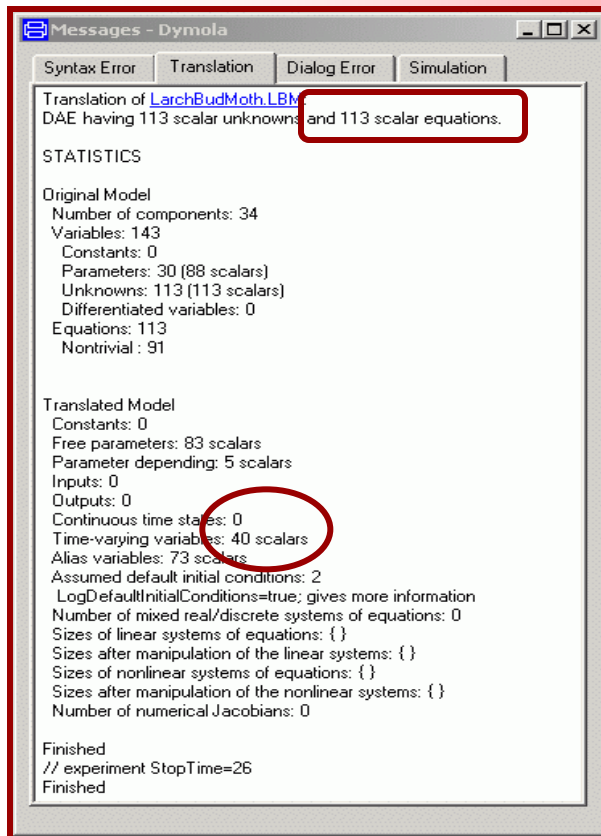 Messages - Dymola
Syntax Error Translation Dialog Error Simulation
Translation of LarchBudMoth.LBM:
DAE having 113 scalar unknowns and 113 scalar equations.
STATISTICS
Original Model
Number of components: 34
Variables: 143
Constants: 0
Parameters: 30 (88 scalars)
Unknowns: 113 (113 scalars)
Differentiated variables: 0
Equations: 113
Nontrivial : 91
Translated Model
Constants: 0
Free parameters: 83 scalars
Parameter depending: 5 scalars
Inputs: 0
Outputs: 0
Continuous time states: 0
Time-varying variables: 40 scalars
Alias variables: 73 scalars
Assumed default initial conditions: 2
LogDefaultInitialConditions=true; gives more information
Number of mixed real/discrete systems of equations: 0
Sizes of linear systems of equations: { }
Sizes after manipulation of the linear systems: { }
Sizes of nonlinear systems of equations: { }
Sizes after manipulation of the nonlinear systems: { }
Number of numerical Jacobians: 0
Finished
// experiment StopTime=26
Finished